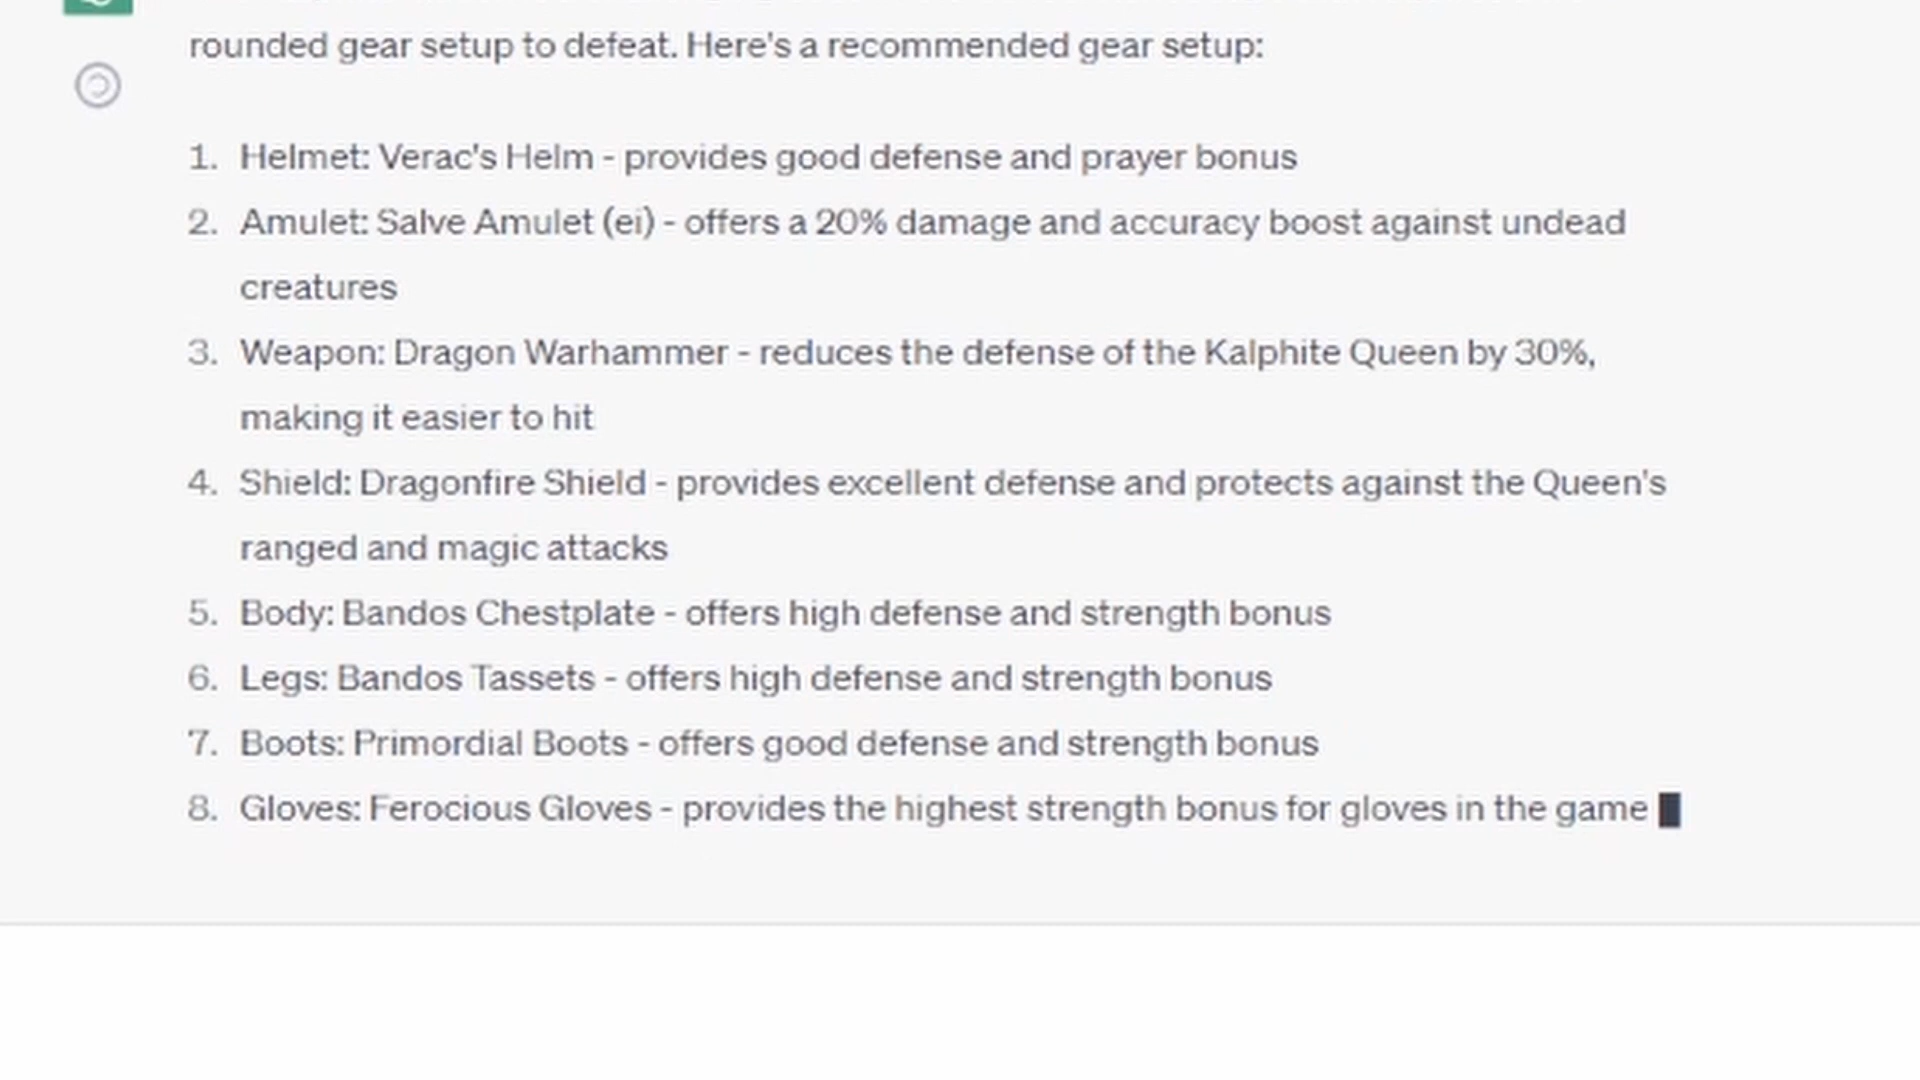 rounded gear setup to defeat. Here's a recommended gear setup:
1. Helmet: Verac's Helm - provides good defense and prayer bonus
2. Amulet: Salve Amulet (ei) - offers a 20% damage and accuracy boost against undead
creatures
3. Weapon: Dragon Warhammer - reduces the defense of the Kalphite Queen by 30%,
making it easier to hit
4. Shield: Dragonfire Shield - provides excellent defense and protects against the Queen's
ranged and magic attacks
5. Body: Bandos Chestplate - offers high defense and strength bonus
6. Legs: Bandos Tassets - offers high defense and strength bonus
7. Boots: Primordial Boots - offers good defense and strength bonus
8. Gloves: Ferocious Gloves - provides the highest strength bonus for gloves in the game